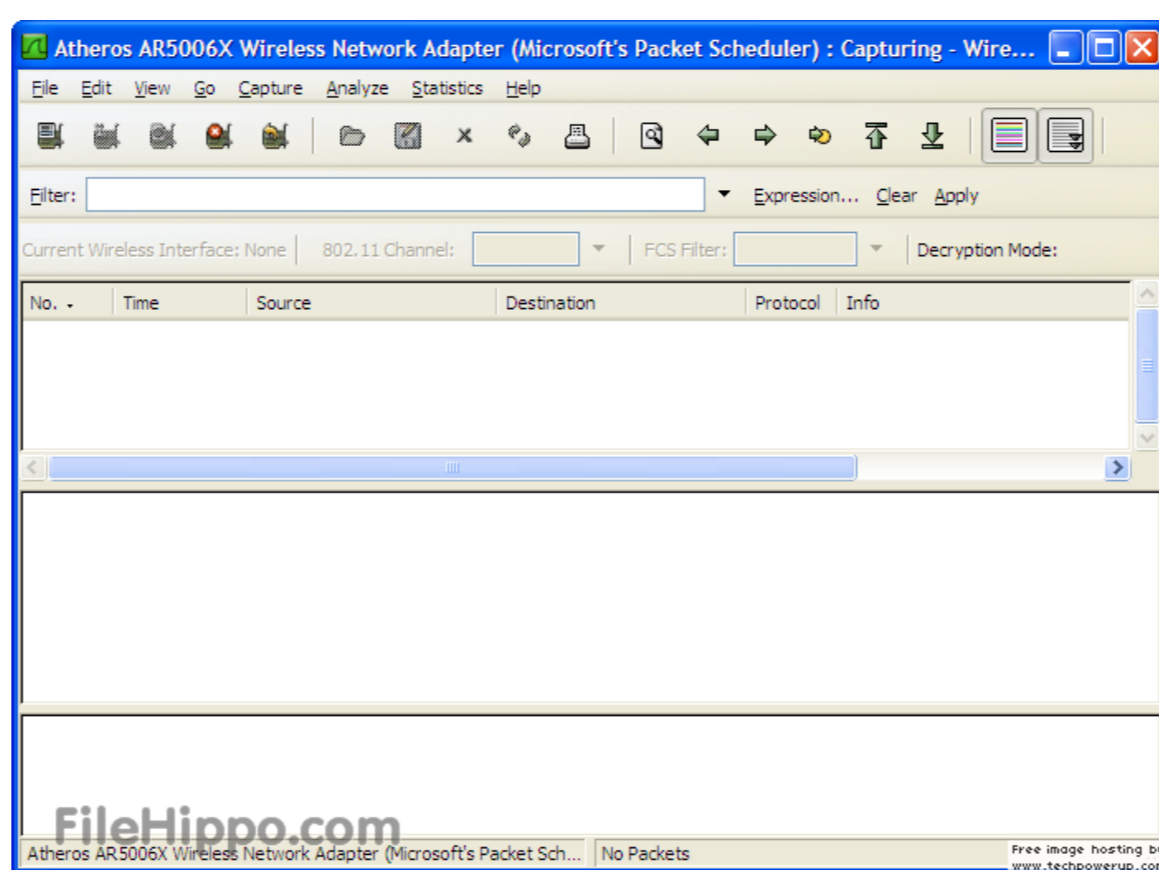 Atheros AR5006X Wireless Network Adapter (Microsoft's Packet Scheduler) : Capturing - Wire...
File Edit View Go Capture Analyze Statistics Help
Filter: Expression... Clear Apply
Current Wireless Interface: None 802.11 Channel: FCS Filter: Decryption Mode:
No. Time Source Destination Protocol Info
FileHippo.com
Atheros AR5006X Wireless Network Adapter (Microsoft's Packet Sch... No Packets
Free image hosting by
www.techpowerup.com